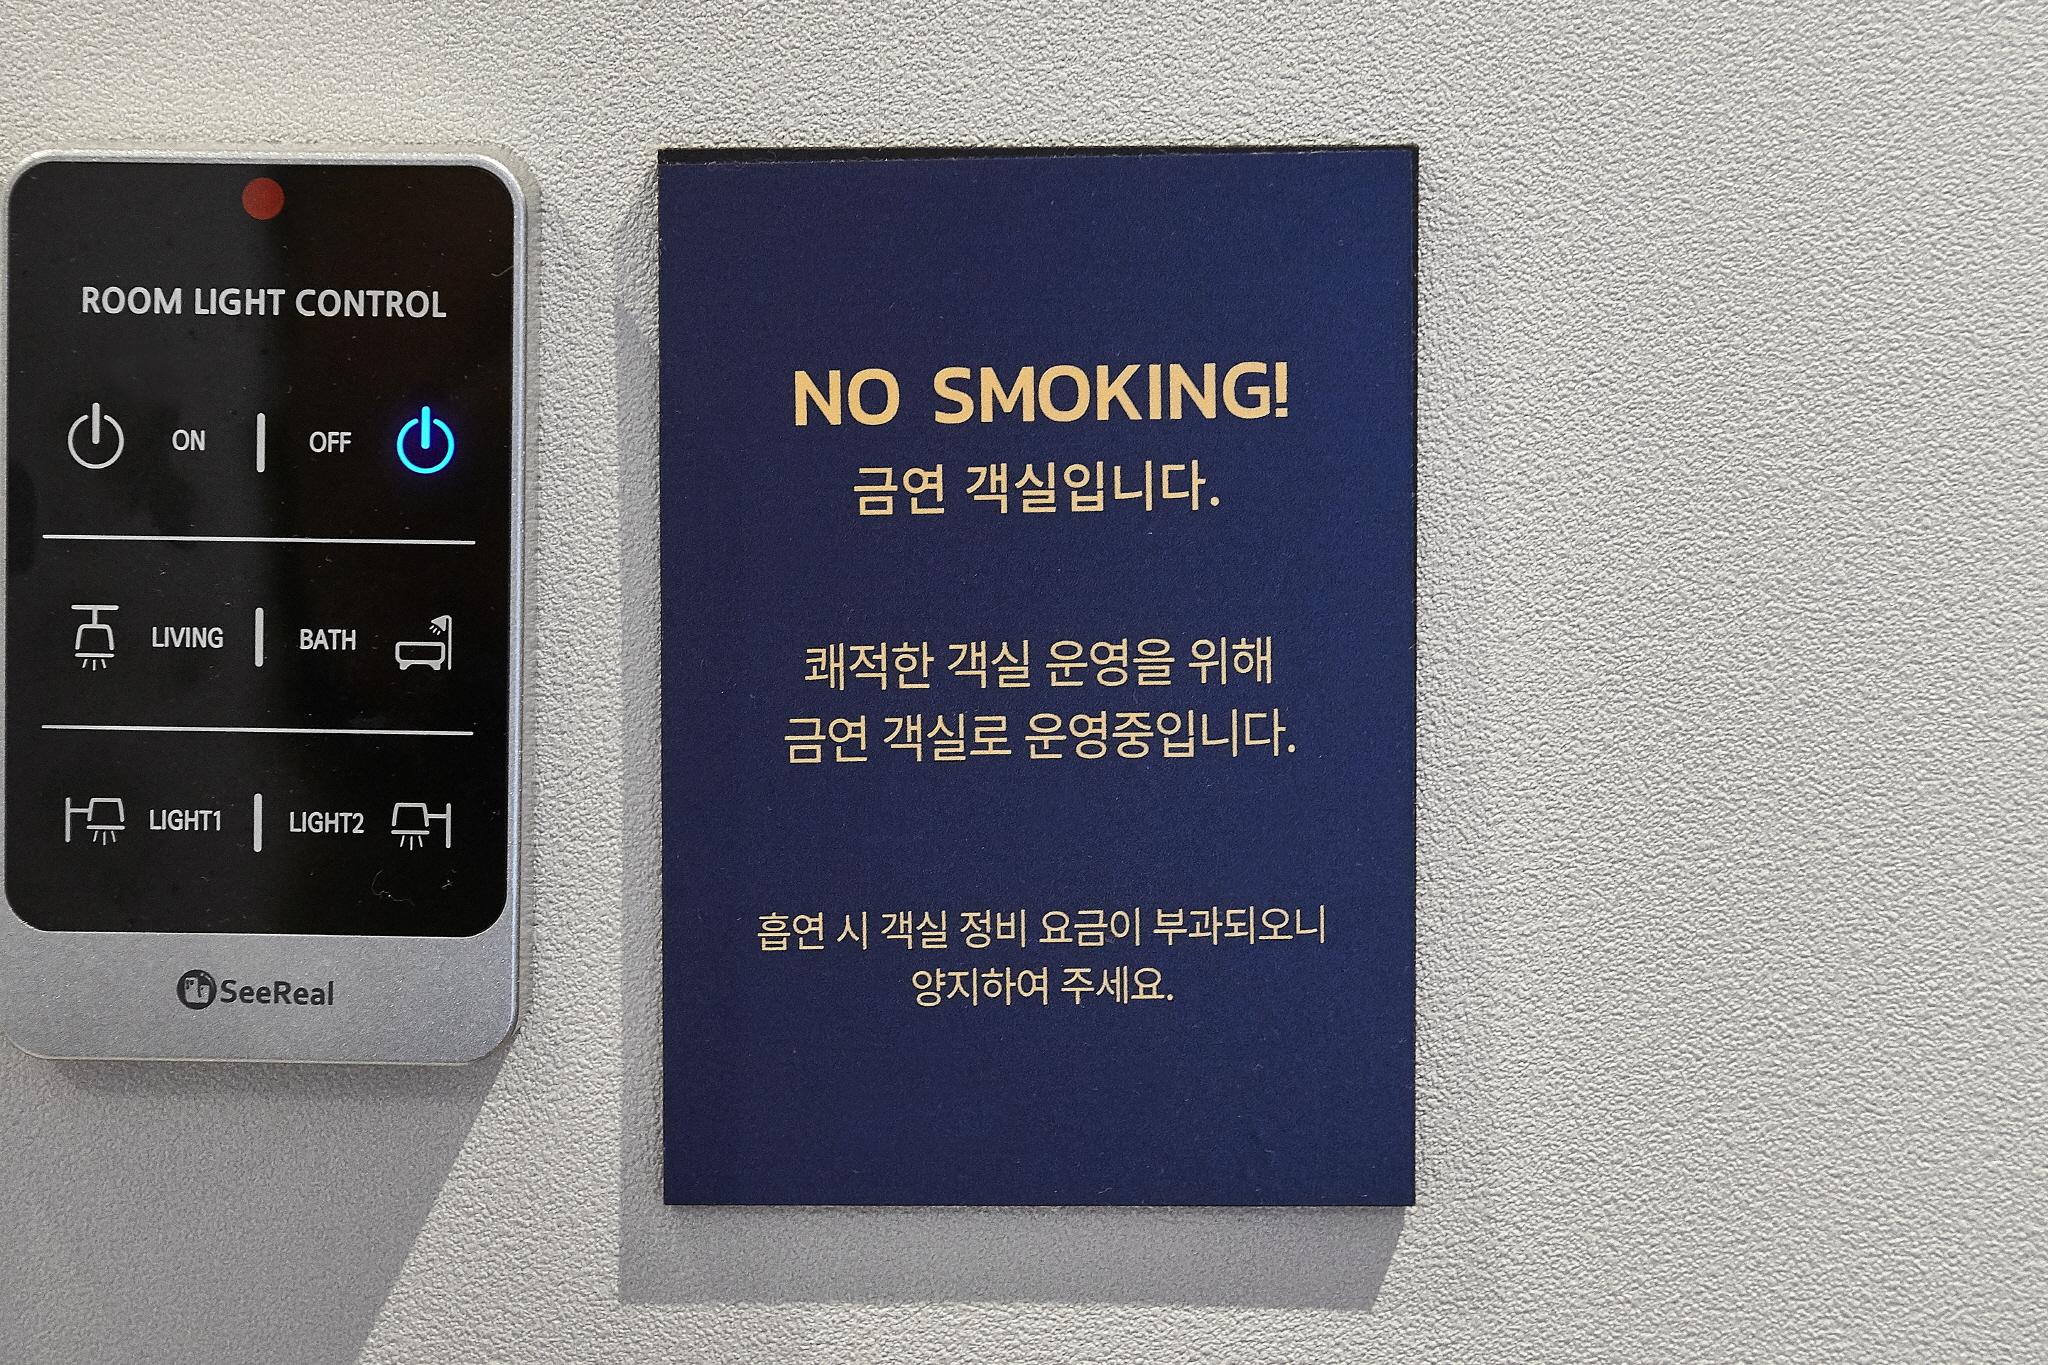 ROOM LIGHT CONTROL
ON | OFF
LIVING | BATH
LIGHT1 | LIGHT2
SeeReal
NO SMOKING!
금연 객실입니다.
쾌적한 객실 운영을 위해
금연 객실로 운영중입니다.
흡연 시 객실 정비 요금이 부과되오니
양지하여 주세요.